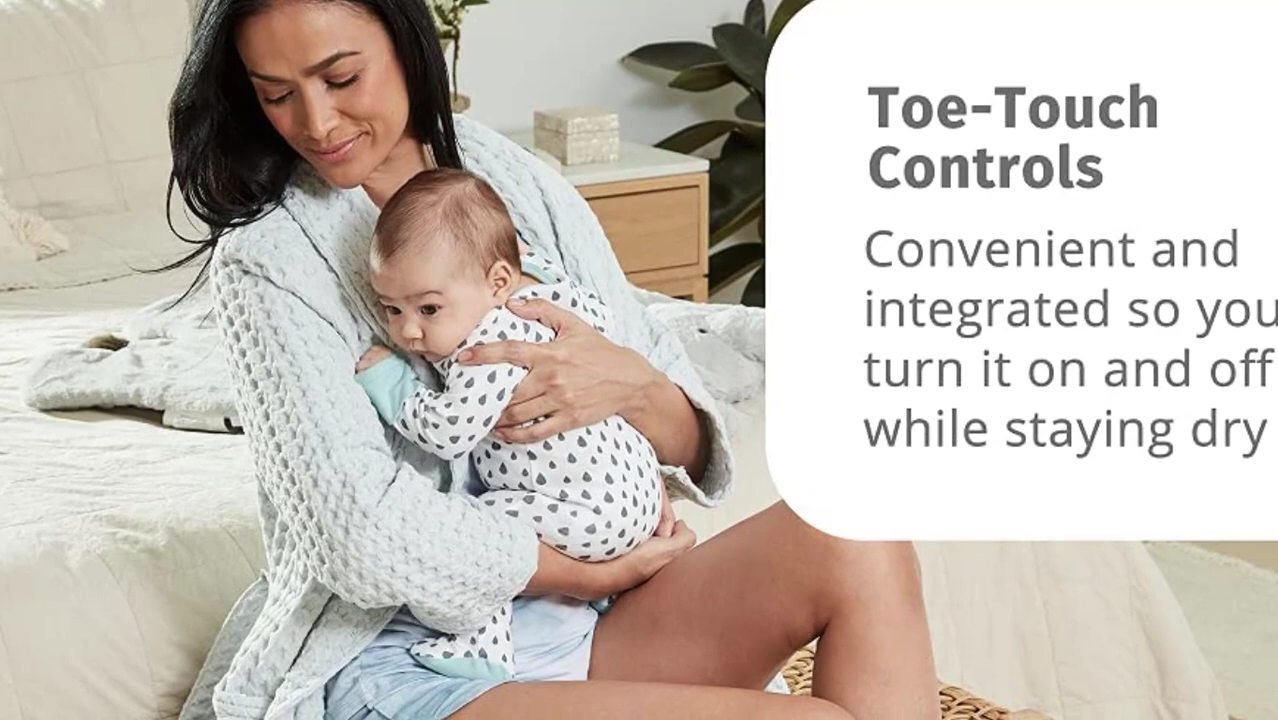 Toe-Touch
Controls
Convenient and
integrated so you
turn it on and off
while staying dry